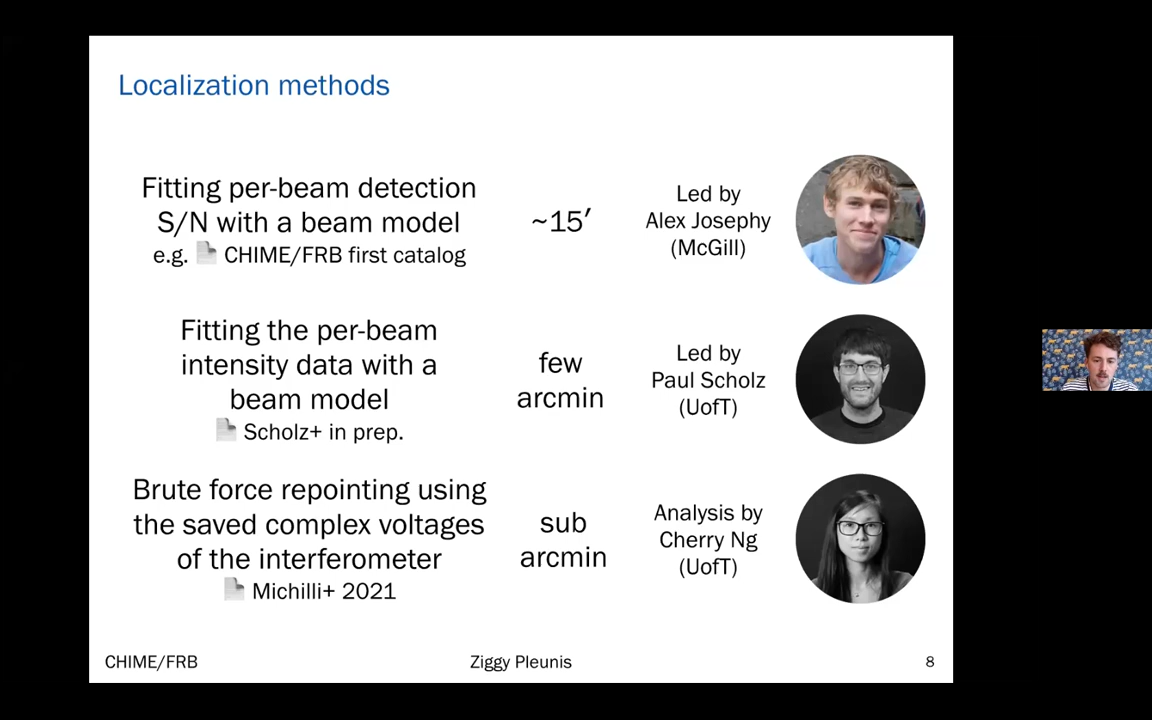 Localization methods
Fitting per-beam detection
S/N with a beam model
e.g. CHIME/FRB first catalog
~15′
Led by
Alex Josephy
(McGill)
Fitting the per-beam
intensity data with a
beam model
Scholz+ in prep.
few
arcmin
Led by
Paul Scholz
(UofT)
Brute force repointing using
the saved complex voltages
of the interferometer
Michilli+ 2021
sub
arcmin
Analysis by
Cherry Ng
(UofT)
CHIME/FRB
Ziggy Pleunis
8